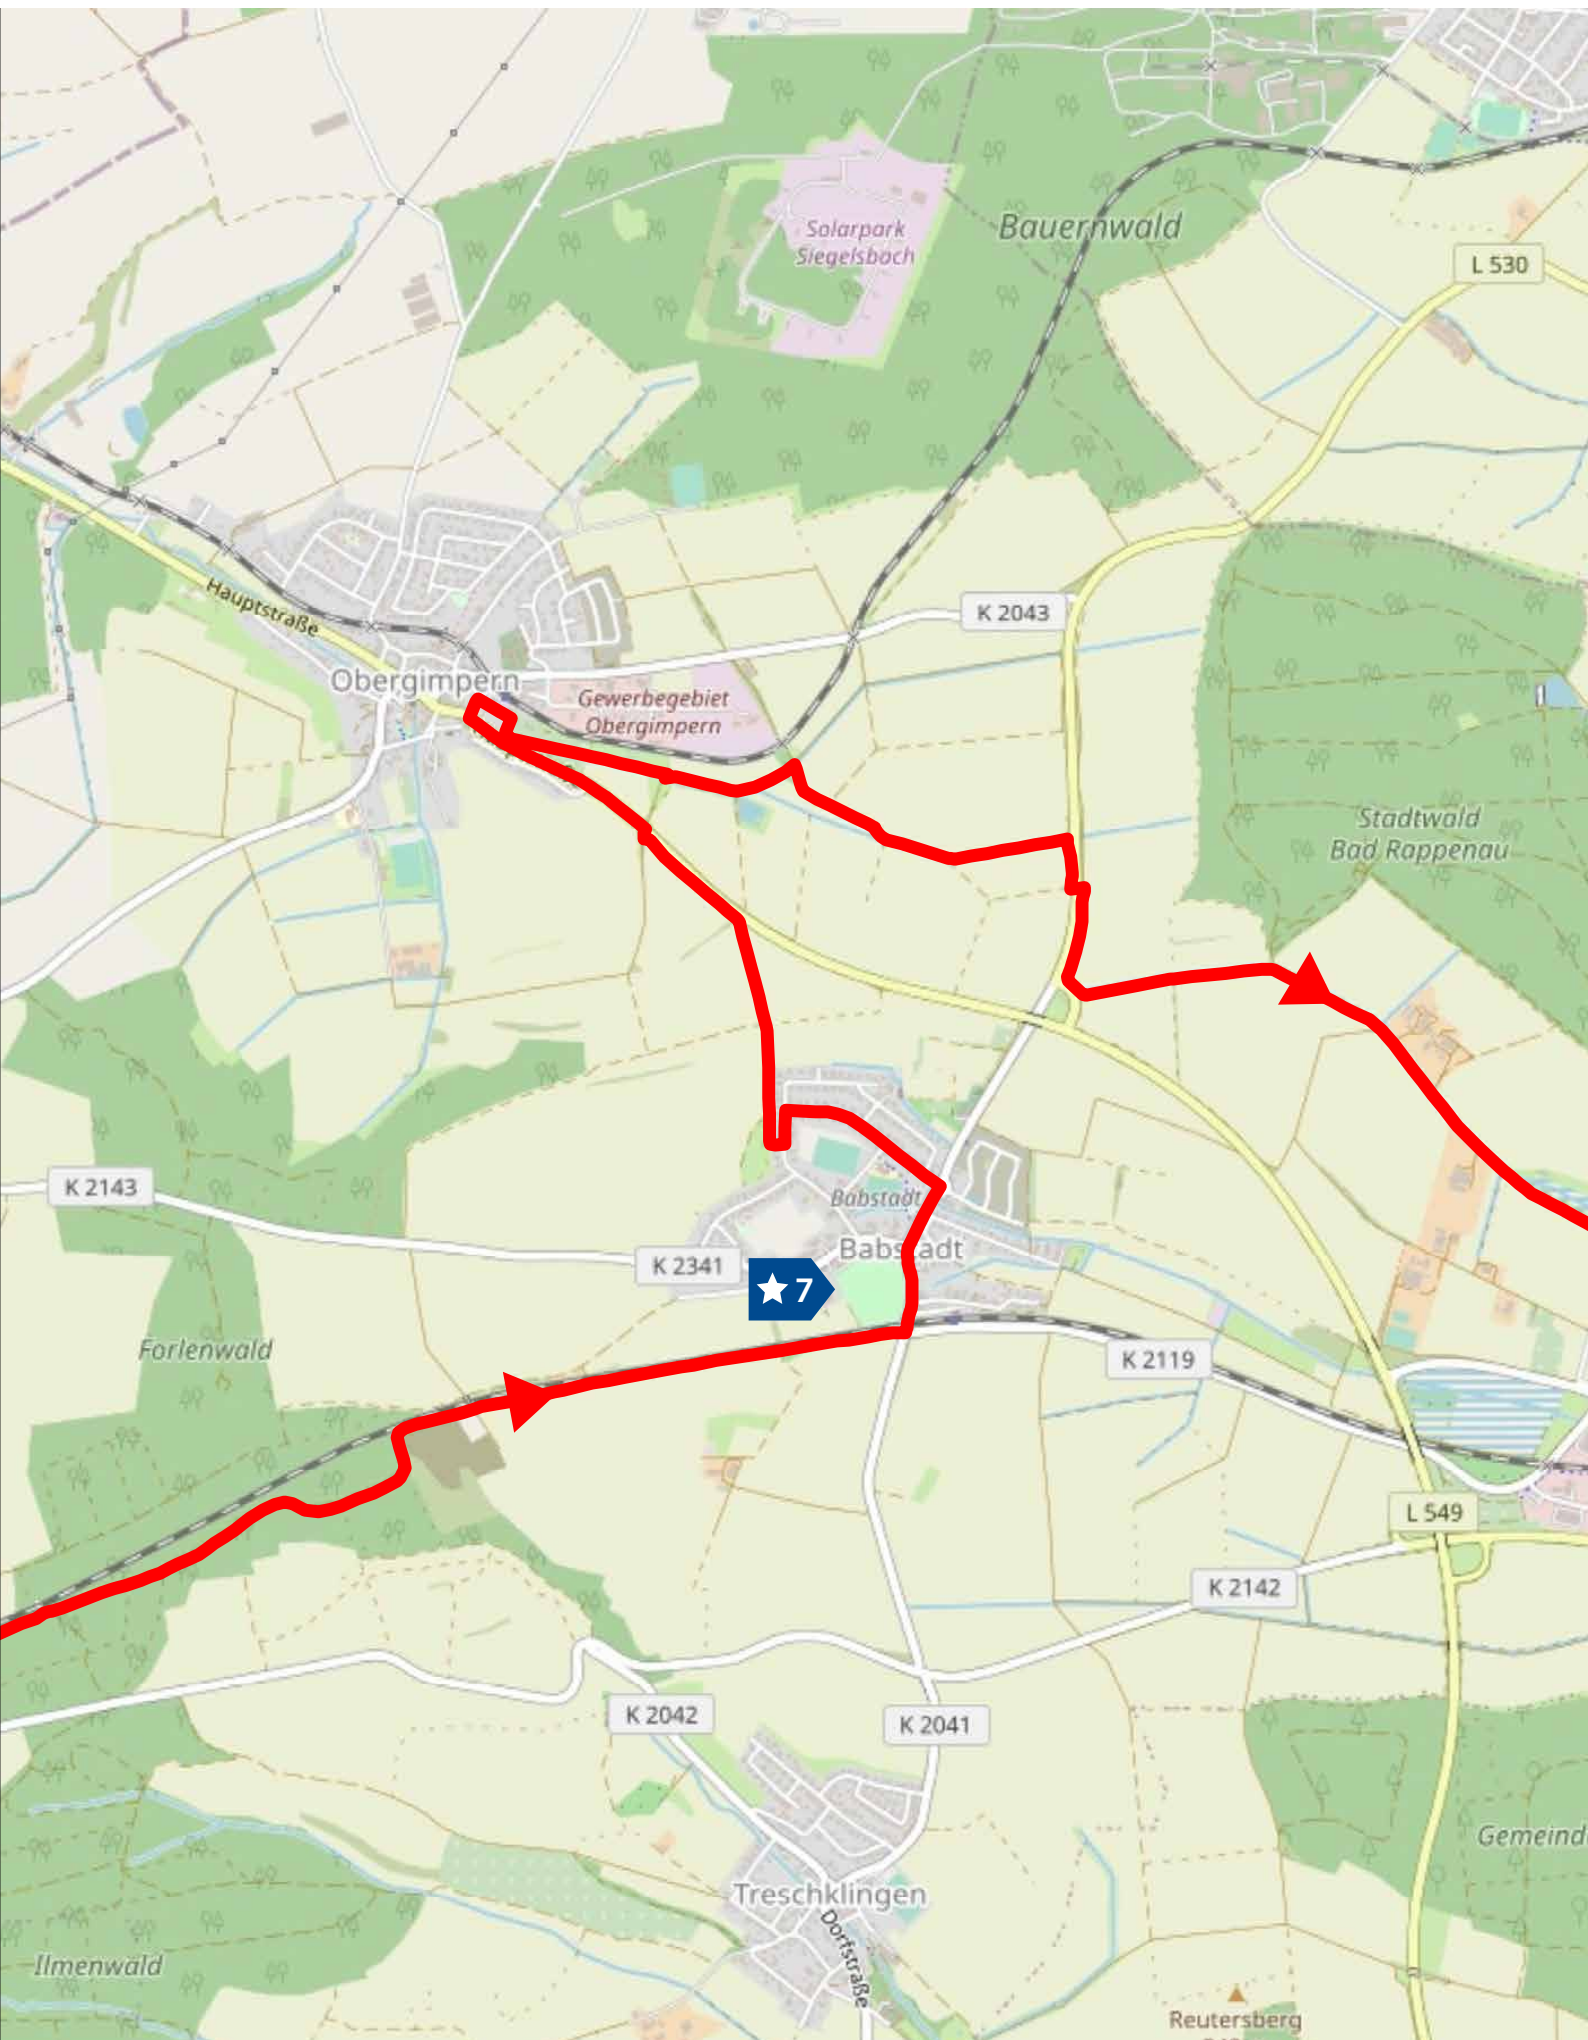 Solarpark
Siegelsbach
Bauernwald
L 530
Hauptstraße
K 2043
Obergimpern
Gewerbegebiet
Obergimpern
Stadtwald
Bad Rappenau
K 2143
Babstadt
Babstadt
K 2341
7
Forlenwald
K 2119
L 549
K 2142
K 2042
K 2041
Gemeind
Treschklingen
Dorfstraße
Ilmenwald
Reutersberg